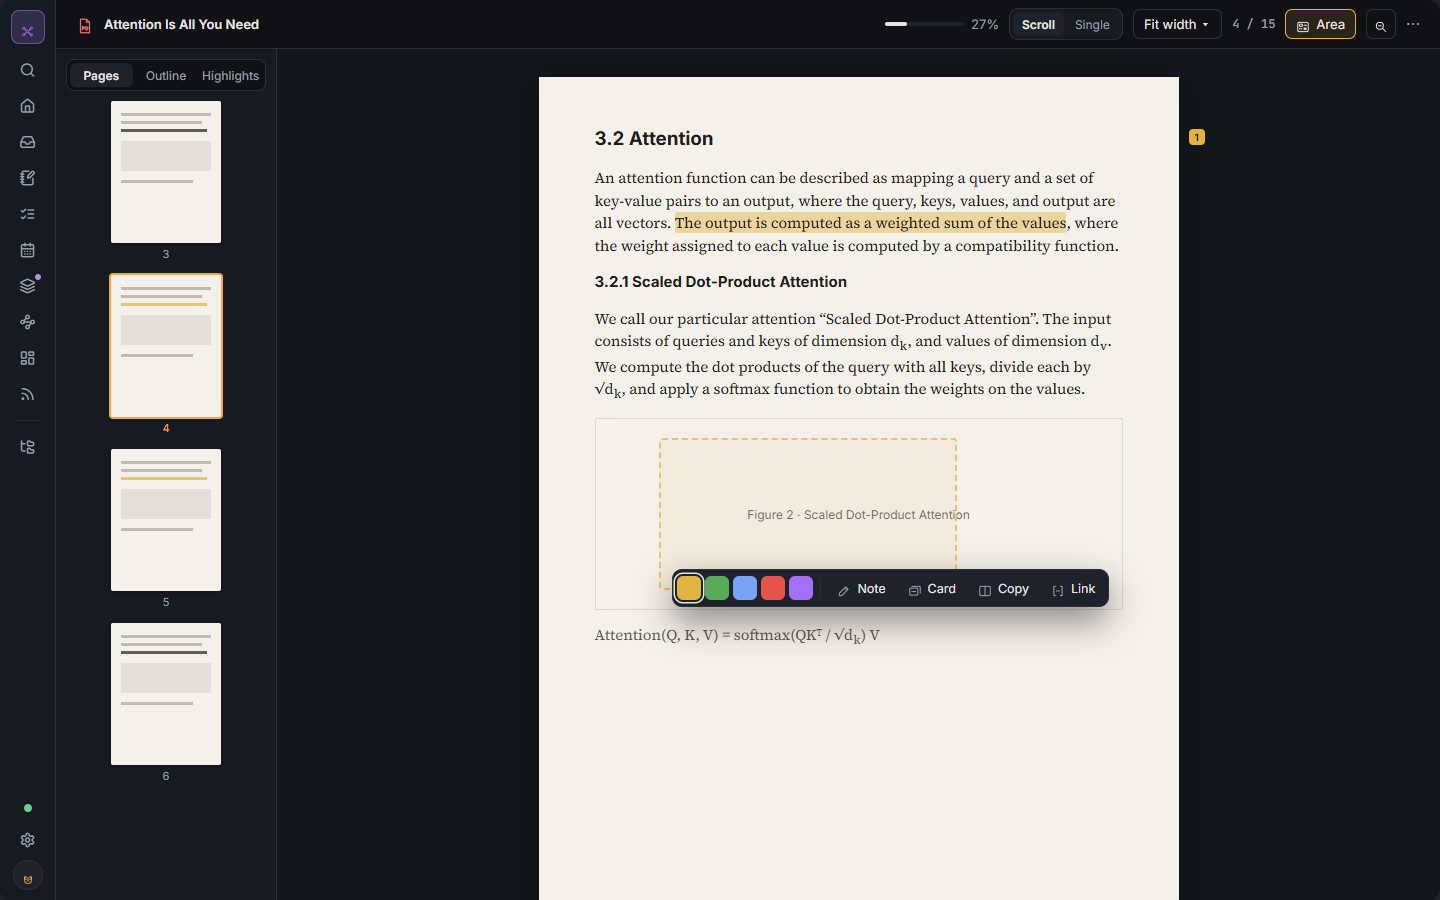 Attention Is All You Need
27%
Scroll
Single
Fit width
4 / 15
Area
Pages
Outline
Highlights
3
4
5
6
1
3.2 Attention
An attention function can be described as mapping a query and a set of
key-value pairs to an output, where the query, keys, values, and output are
all vectors. The output is computed as a weighted sum of the values, where
the weight assigned to each value is computed by a compatibility function.
3.2.1 Scaled Dot-Product Attention
We call our particular attention “Scaled Dot-Product Attention”. The input
consists of queries and keys of dimension dk, and values of dimension dv.
We compute the dot products of the query with all keys, divide each by
√dk, and apply a softmax function to obtain the weights on the values.
Figure 2 · Scaled Dot-Product Attention
Note
Card
Copy
Link
Attention(Q, K, V) = softmax(QKᵀ / √dk) V